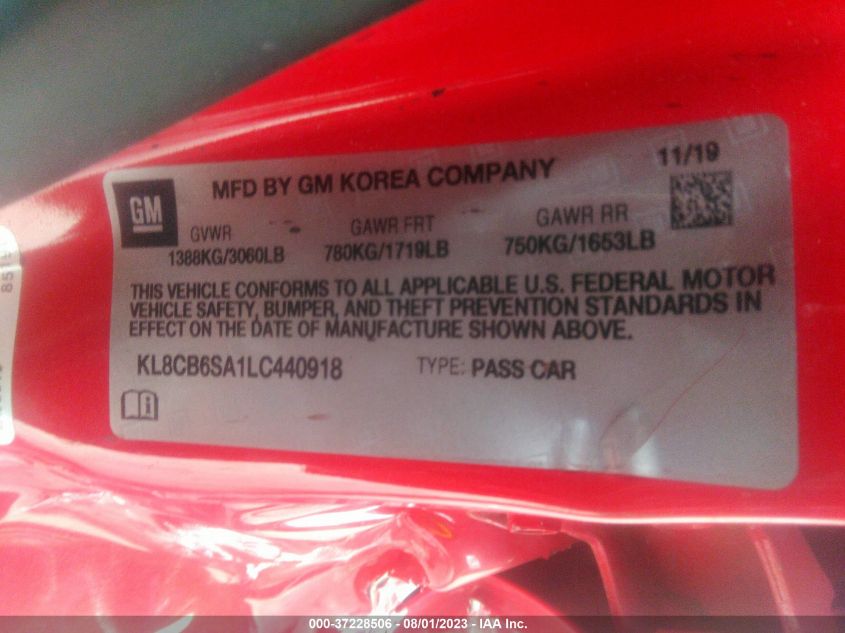 11/19
MFD BY GM KOREA COMPANY
GM
GVWR GAWR FRT GAWR RR
1388KG/3060LB 780KG/1719LB 750KG/1653LB
THIS VEHICLE CONFORMS TO ALL APPLICABLE U.S. FEDERAL MOTOR
VEHICLE SAFETY, BUMPER, AND THEFT PREVENTION STANDARDS IN
EFFECT ON THE DATE OF MANUFACTURE SHOWN ABOVE.
KL8CB6SA1LC440918 TYPE: PASS CAR
000-37228506 - 08/01/2023 - IAA Inc.